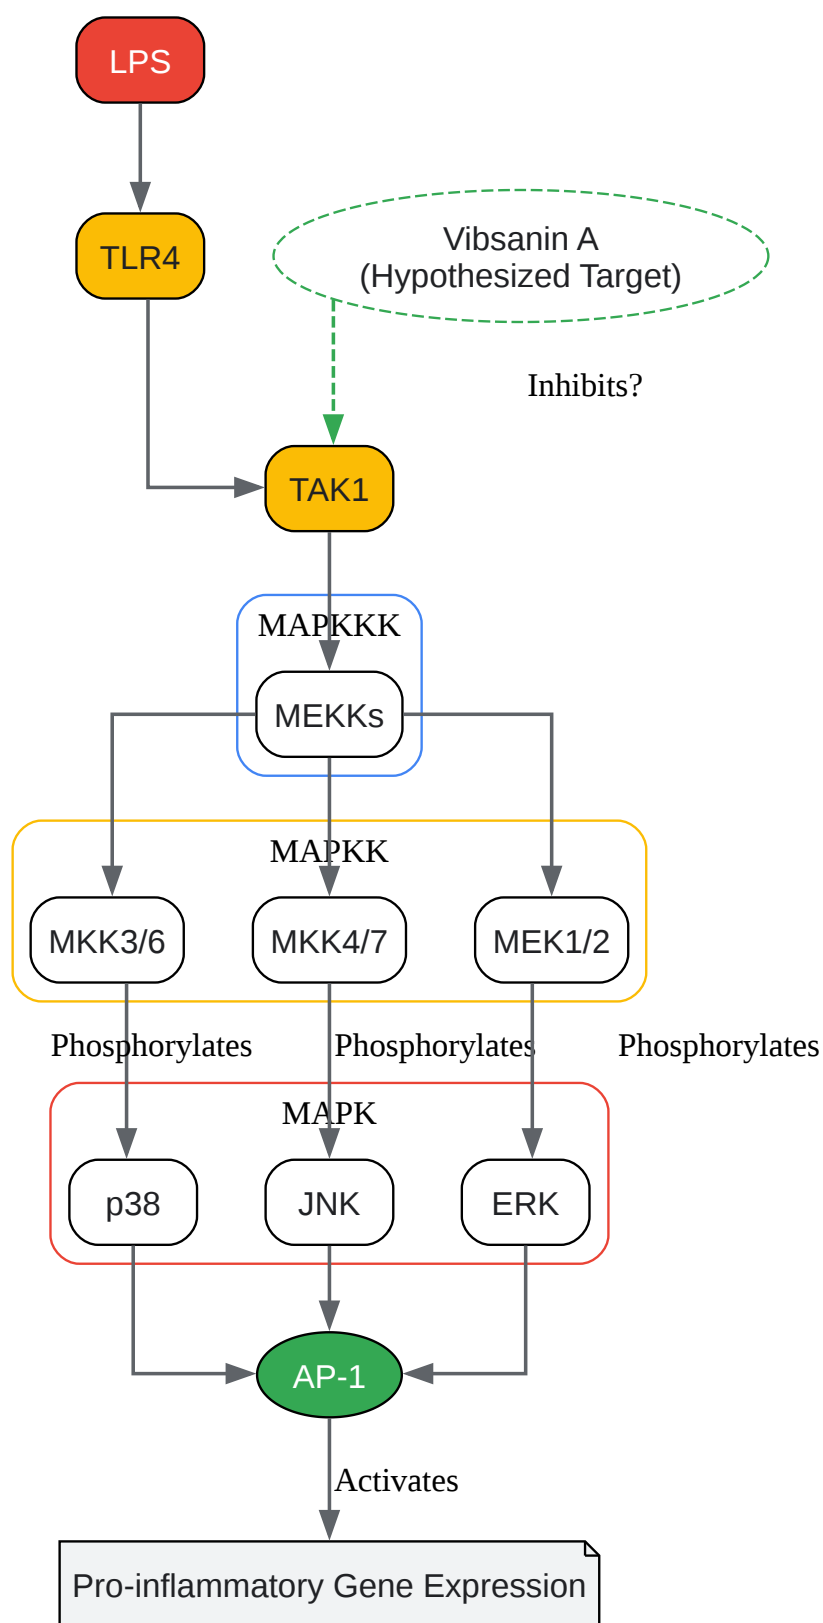 LPS
TLR4
Vibsanin A
(Hypothesized Target)
Inhibits?
TAK1
MAPKKK
MEKKs
MAPKK
MKK3/6
MKK4/7
MEK1/2
Phosphorylates
Phosphorylates
Phosphorylates
MAPK
p38
JNK
ERK
AP-1
Activates
Pro-inflammatory Gene Expression